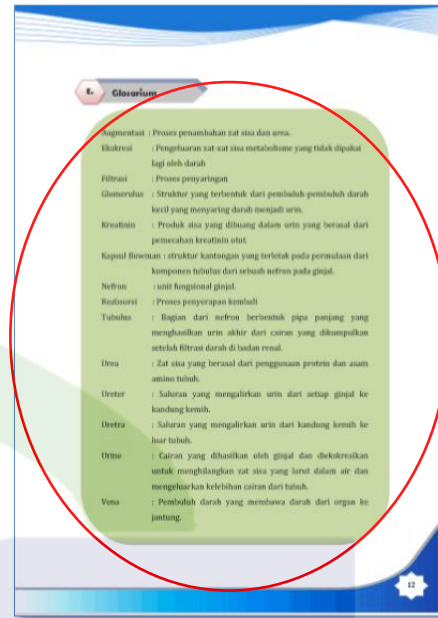 E. Glosarium
Augmentasi : Proses penambahan zat sisa dan urea.
Ekskresi : Pengeluaran zat-zat sisa metabolisme yang tidak dipakai
lagi oleh darah
Filtrasi : Proses penyaringan
Glomerulus : Struktur yang terbentuk dari pembuluh-pembuluh darah
kecil yang menyaring darah menjadi urin.
Kreatinin : Produk sisa yang dibuang dalam urin yang berasal dari
pemecahan kreatinin otot.
Kapsul Bowman : struktur kantongan yang terletak pada permulaan dari
komponen tubulus dari sebuah nefron pada ginjal.
Nefron : unit fungsional ginjal.
Reabsorsi : Proses penyerapan kembali
Tubulus : Bagian dari nefron berbentuk pipa panjang yang
menghasilkan urin akhir dari cairan yang dikumpulkan
setelah filtrasi darah di badan renal.
Urea : Zat sisa yang berasal dari penggunaan protein dan asam
amino tubuh.
Ureter : Saluran yang mengalirkan urin dari setiap ginjal ke
kandung kemih.
Uretra : Saluran yang mengalirkan urin dari kandung kemih ke
luar tubuh.
Urine : Cairan yang dihasilkan oleh ginjal dan diekskresikan
untuk menghilangkan zat sisa yang larut dalam air dan
mengeluarkan kelebihan cairan dari tubuh.
Vena : Pembuluh darah yang membawa darah dari organ ke
jantung.
12